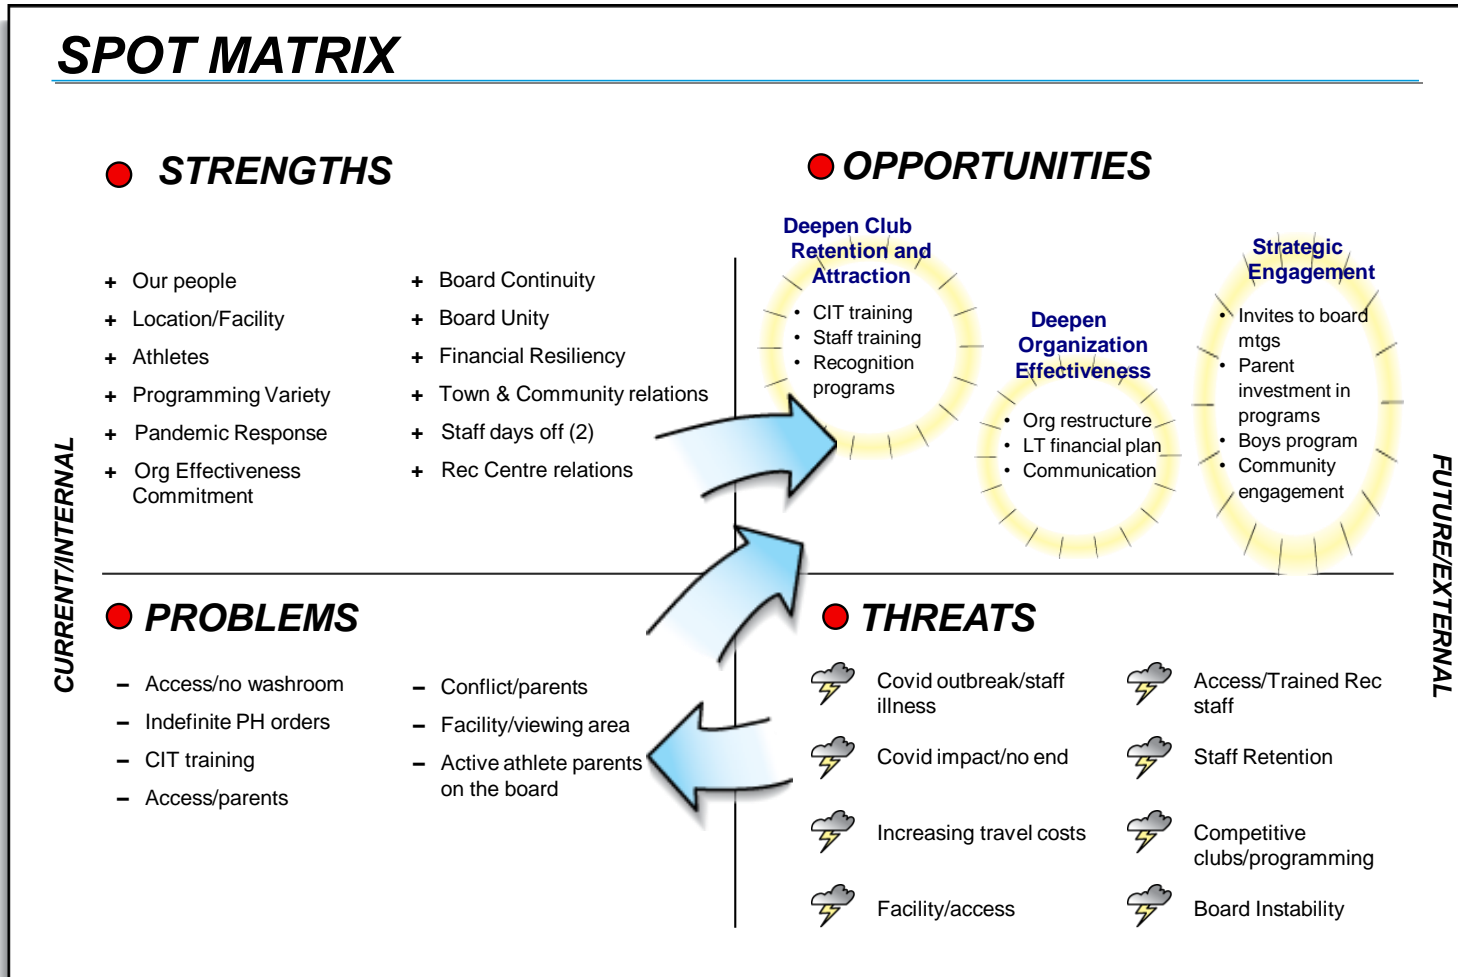 SPOT MATRIX
STRENGTHS
+ Our people
+ Location/Facility
+ Athletes
+ Programming Variety
+ Pandemic Response
+ Org Effectiveness
Commitment
+ Board Continuity
+ Board Unity
+ Financial Resiliency
+ Town & Community relations
+ Staff days off (2)
+ Rec Centre relations
OPPORTUNITIES
Deepen Club
Retention and
Attraction
• CIT training
• Staff training
• Recognition
programs
Deepen
Organization
Effectiveness
• Org restructure
• LT financial plan
• Communication
Strategic
Engagement
• Invites to board
mtgs
• Parent
investment in
programs
• Boys program
• Community
engagement
CURRENT/INTERNAL
FUTURE/EXTERNAL
PROBLEMS
– Access/no washroom
– Indefinite PH orders
– CIT training
– Access/parents
– Conflict/parents
– Facility/viewing area
– Active athlete parents
on the board
THREATS
Covid outbreak/staff
illness
Covid impact/no end
Increasing travel costs
Facility/access
Access/Trained Rec
staff
Staff Retention
Competitive
clubs/programming
Board Instability